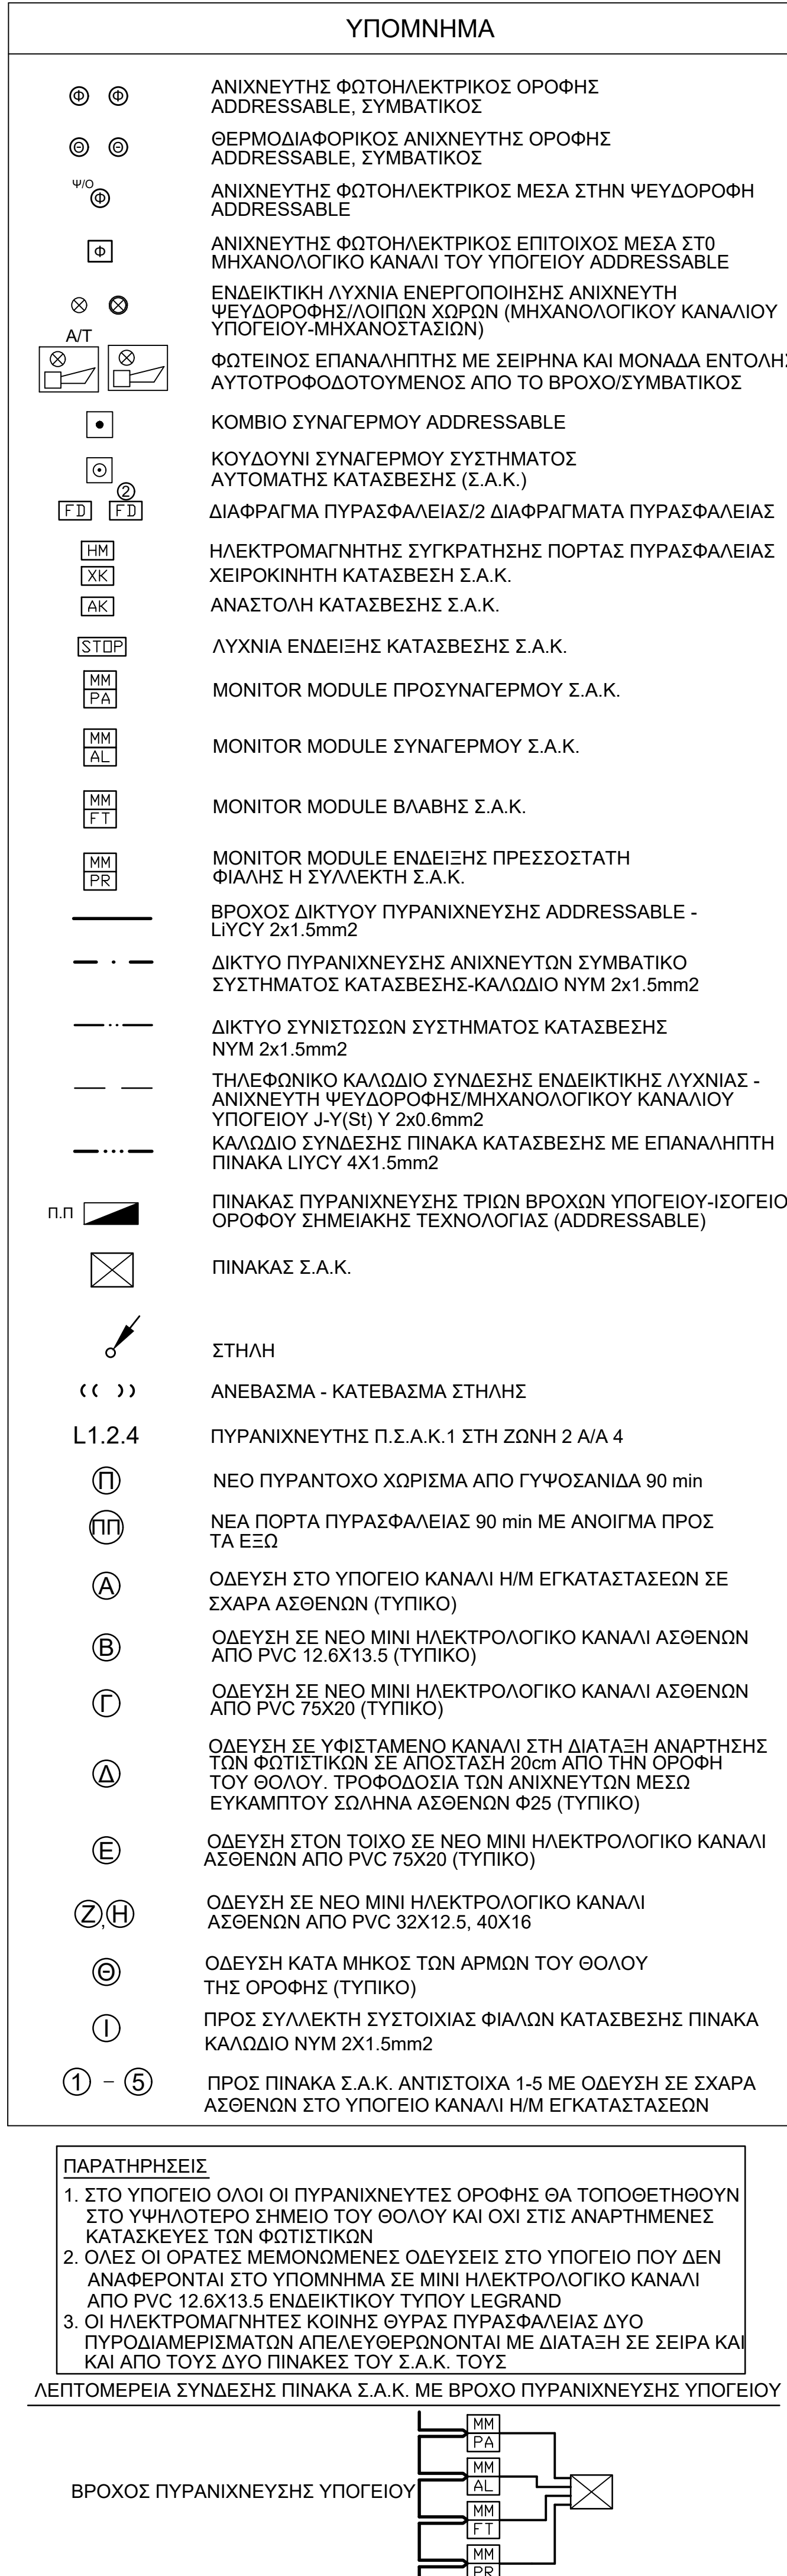 ΥΠΟΜΝΗΜΑ
Φ Φ ΑΝΙΧΝΕΥΤΗΣ ΦΩΤΟΗΛΕΚΤΡΙΚΟΣ ΟΡΟΦΗΣ
ADDRESSABLE, ΣΥΜΒΑΤΙΚΟΣ
Θ Θ ΘΕΡΜΟΔΙΑΦΟΡΙΚΟΣ ΑΝΙΧΝΕΥΤΗΣ ΟΡΟΦΗΣ
ADDRESSABLE, ΣΥΜΒΑΤΙΚΟΣ
Ψ/Ο Φ ΑΝΙΧΝΕΥΤΗΣ ΦΩΤΟΗΛΕΚΤΡΙΚΟΣ ΜΕΣΑ ΣΤΗΝ ΨΕΥΔΟΡΟΦΗ
ADDRESSABLE
Φ ΑΝΙΧΝΕΥΤΗΣ ΦΩΤΟΗΛΕΚΤΡΙΚΟΣ ΕΠΙΤΟΙΧΟΣ ΜΕΣΑ ΣΤ0
ΜΗΧΑΝΟΛΟΓΙΚΟ ΚΑΝΑΛΙ ΤΟΥ ΥΠΟΓΕΙΟΥ ADDRESSABLE
ΕΝΔΕΙΚΤΙΚΗ ΛΥΧΝΙΑ ΕΝΕΡΓΟΠΟΙΗΣΗΣ ΑΝΙΧΝΕΥΤΗ
ΨΕΥΔΟΡΟΦΗΣ/ΛΟΙΠΩΝ ΧΩΡΩΝ (ΜΗΧΑΝΟΛΟΓΙΚΟΥ ΚΑΝΑΛΙΟΥ
ΥΠΟΓΕΙΟΥ-ΜΗΧΑΝΟΣΤΑΣΙΩΝ)
Α/Τ
ΦΩΤΕΙΝΟΣ ΕΠΑΝΑΛΗΠΤΗΣ ΜΕ ΣΕΙΡΗΝΑ ΚΑΙ ΜΟΝΑΔΑ ΕΝΤΟΛΗΣ
ΑΥΤΟΤΡΟΦΟΔΟΤΟΥΜΕΝΟΣ ΑΠΟ ΤΟ ΒΡΟΧΟ/ΣΥΜΒΑΤΙΚΟΣ
ΚΟΜΒΙΟ ΣΥΝΑΓΕΡΜΟΥ ADDRESSABLE
ΚΟΥΔΟΥΝΙ ΣΥΝΑΓΕΡΜΟΥ ΣΥΣΤΗΜΑΤΟΣ
ΑΥΤΟΜΑΤΗΣ ΚΑΤΑΣΒΕΣΗΣ (Σ.Α.Κ.)
2
FD FD ΔΙΑΦΡΑΓΜΑ ΠΥΡΑΣΦΑΛΕΙΑΣ/2 ΔΙΑΦΡΑΓΜΑΤΑ ΠΥΡΑΣΦΑΛΕΙΑΣ
ΗΜ ΗΛΕΚΤΡΟΜΑΓΝΗΤΗΣ ΣΥΓΚΡΑΤΗΣΗΣ ΠΟΡΤΑΣ ΠΥΡΑΣΦΑΛΕΙΑΣ
ΧΚ ΧΕΙΡΟΚΙΝΗΤΗ ΚΑΤΑΣΒΕΣΗ Σ.Α.Κ.
ΑΚ ΑΝΑΣΤΟΛΗ ΚΑΤΑΣΒΕΣΗΣ Σ.Α.Κ.
STOP ΛΥΧΝΙΑ ΕΝΔΕΙΞΗΣ ΚΑΤΑΣΒΕΣΗΣ Σ.Α.Κ.
MM
PA MONITOR MODULE ΠΡΟΣΥΝΑΓΕΡΜΟΥ Σ.Α.Κ.
MM
AL MONITOR MODULE ΣΥΝΑΓΕΡΜΟΥ Σ.Α.Κ.
MM
FT MONITOR MODULE ΒΛΑΒΗΣ Σ.Α.Κ.
MM MONITOR MODULE ΕΝΔΕΙΞΗΣ ΠΡΕΣΣΟΣΤΑΤΗ
PR ΦΙΑΛΗΣ Η ΣΥΛΛΕΚΤΗ Σ.Α.Κ.
ΒΡΟΧΟΣ ΔΙΚΤΥΟΥ ΠΥΡΑΝΙΧΝΕΥΣΗΣ ADDRESSABLE -
LiYCY 2x1.5mm2
ΔΙΚΤΥΟ ΠΥΡΑΝΙΧΝΕΥΣΗΣ ΑΝΙΧΝΕΥΤΩΝ ΣΥΜΒΑΤΙΚΟ
ΣΥΣΤΗΜΑΤΟΣ ΚΑΤΑΣΒΕΣΗΣ-ΚΑΛΩΔΙΟ ΝΥΜ 2x1.5mm2
ΔΙΚΤΥΟ ΣΥΝΙΣΤΩΣΩΝ ΣΥΣΤΗΜΑΤΟΣ ΚΑΤΑΣΒΕΣΗΣ
ΝΥΜ 2x1.5mm2
ΤΗΛΕΦΩΝΙΚΟ ΚΑΛΩΔΙΟ ΣΥΝΔΕΣΗΣ ΕΝΔΕΙΚΤΙΚΗΣ ΛΥΧΝΙΑΣ -
ΑΝΙΧΝΕΥΤΗ ΨΕΥΔΟΡΟΦΗΣ/ΜΗΧΑΝΟΛΟΓΙΚΟΥ ΚΑΝΑΛΙΟΥ
ΥΠΟΓΕΙΟΥ J-Y(St) Y 2x0.6mm2
ΚΑΛΩΔΙΟ ΣΥΝΔΕΣΗΣ ΠΙΝΑΚΑ ΚΑΤΑΣΒΕΣΗΣ ΜΕ ΕΠΑΝΑΛΗΠΤΗ
ΠΙΝΑΚΑ LIYCY 4X1.5mm2
Π.Π ΠΙΝΑΚΑΣ ΠΥΡΑΝΙΧΝΕΥΣΗΣ ΤΡΙΩΝ ΒΡΟΧΩΝ ΥΠΟΓΕΙΟΥ-ΙΣΟΓΕΙΟ
ΟΡΟΦΟΥ ΣΗΜΕΙΑΚΗΣ ΤΕΧΝΟΛΟΓΙΑΣ (ADDRESSABLE)
ΠΙΝΑΚΑΣ Σ.Α.Κ.
ΣΤΗΛΗ
ΑΝΕΒΑΣΜΑ - ΚΑΤΕΒΑΣΜΑ ΣΤΗΛΗΣ
L1.2.4 ΠΥΡΑΝΙΧΝΕΥΤΗΣ Π.Σ.Α.Κ.1 ΣΤΗ ΖΩΝΗ 2 Α/Α 4
Π ΝΕΟ ΠΥΡΑΝΤΟΧΟ ΧΩΡΙΣΜΑ ΑΠΟ ΓΥΨΟΣΑΝΙΔΑ 90 min
ΠΠ ΝΕΑ ΠΟΡΤΑ ΠΥΡΑΣΦΑΛΕΙΑΣ 90 min ΜΕ ΑΝΟΙΓΜΑ ΠΡΟΣ
ΤΑ ΕΞΩ
Α ΟΔΕΥΣΗ ΣΤΟ ΥΠΟΓΕΙΟ ΚΑΝΑΛΙ Η/Μ ΕΓΚΑΤΑΣΤΑΣΕΩΝ ΣΕ
ΣΧΑΡΑ ΑΣΘΕΝΩΝ (ΤΥΠΙΚΟ)
Β ΟΔΕΥΣΗ ΣΕ ΝΕΟ ΜΙΝΙ ΗΛΕΚΤΡΟΛΟΓΙΚΟ ΚΑΝΑΛΙ ΑΣΘΕΝΩΝ
ΑΠΟ PVC 12.6X13.5 (ΤΥΠΙΚΟ)
Γ ΟΔΕΥΣΗ ΣΕ ΝΕΟ ΜΙΝΙ ΗΛΕΚΤΡΟΛΟΓΙΚΟ ΚΑΝΑΛΙ ΑΣΘΕΝΩΝ
ΑΠΟ PVC 75X20 (ΤΥΠΙΚΟ)
Δ ΟΔΕΥΣΗ ΣΕ ΥΦΙΣΤΑΜΕΝΟ ΚΑΝΑΛΙ ΣΤΗ ΔΙΑΤΑΞΗ ΑΝΑΡΤΗΣΗΣ
ΤΩΝ ΦΩΤΙΣΤΙΚΩΝ ΣΕ ΑΠΟΣΤΑΣΗ 20cm ΑΠΟ ΤΗΝ ΟΡΟΦΗ
ΤΟΥ ΘΟΛΟΥ. ΤΡΟΦΟΔΟΣΙΑ ΤΩΝ ΑΝΙΧΝΕΥΤΩΝ ΜΕΣΩ
ΕΥΚΑΜΠΤΟΥ ΣΩΛΗΝΑ ΑΣΘΕΝΩΝ Φ25 (ΤΥΠΙΚΟ)
Ε ΟΔΕΥΣΗ ΣΤΟΝ ΤΟΙΧΟ ΣΕ ΝΕΟ ΜΙΝΙ ΗΛΕΚΤΡΟΛΟΓΙΚΟ ΚΑΝΑΛΙ
ΑΣΘΕΝΩΝ ΑΠΟ PVC 75X20 (ΤΥΠΙΚΟ)
Ζ,Η ΟΔΕΥΣΗ ΣΕ ΝΕΟ ΜΙΝΙ ΗΛΕΚΤΡΟΛΟΓΙΚΟ ΚΑΝΑΛΙ
ΑΣΘΕΝΩΝ ΑΠΟ PVC 32X12.5, 40X16
Θ ΟΔΕΥΣΗ ΚΑΤΑ ΜΗΚΟΣ ΤΩΝ ΑΡΜΩΝ ΤΟΥ ΘΟΛΟΥ
ΤΗΣ ΟΡΟΦΗΣ (ΤΥΠΙΚΟ)
Ι ΠΡΟΣ ΣΥΛΛΕΚΤΗ ΣΥΣΤΟΙΧΙΑΣ ΦΙΑΛΩΝ ΚΑΤΑΣΒΕΣΗΣ ΠΙΝΑΚΑ
ΚΑΛΩΔΙΟ ΝΥΜ 2X1.5mm2
1 - 5 ΠΡΟΣ ΠΙΝΑΚΑ Σ.Α.Κ. ΑΝΤΙΣΤΟΙΧΑ 1-5 ΜΕ ΟΔΕΥΣΗ ΣΕ ΣΧΑΡΑ
ΑΣΘΕΝΩΝ ΣΤΟ ΥΠΟΓΕΙΟ ΚΑΝΑΛΙ Η/Μ ΕΓΚΑΤΑΣΤΑΣΕΩΝ
ΠΑΡΑΤΗΡΗΣΕΙΣ
1. ΣΤΟ ΥΠΟΓΕΙΟ ΟΛΟΙ ΟΙ ΠΥΡΑΝΙΧΝΕΥΤΕΣ ΟΡΟΦΗΣ ΘΑ ΤΟΠΟΘΕΤΗΘΟΥΝ
ΣΤΟ ΥΨΗΛΟΤΕΡΟ ΣΗΜΕΙΟ ΤΟΥ ΘΟΛΟΥ ΚΑΙ ΟΧΙ ΣΤΙΣ ΑΝΑΡΤΗΜΕΝΕΣ
ΚΑΤΑΣΚΕΥΕΣ ΤΩΝ ΦΩΤΙΣΤΙΚΩΝ
2. ΟΛΕΣ ΟΙ ΟΡΑΤΕΣ ΜΕΜΟΝΩΜΕΝΕΣ ΟΔΕΥΣΕΙΣ ΣΤΟ ΥΠΟΓΕΙΟ ΠΟΥ ΔΕΝ
ΑΝΑΦΕΡΟΝΤΑΙ ΣΤΟ ΥΠΟΜΝΗΜΑ ΣΕ ΜΙΝΙ ΗΛΕΚΤΡΟΛΟΓΙΚΟ ΚΑΝΑΛΙ
ΑΠΟ PVC 12.6X13.5 ΕΝΔΕΙΚΤΙΚΟΥ ΤΥΠΟΥ LEGRAND
3. ΟΙ ΗΛΕΚΤΡΟΜΑΓΝΗΤΕΣ ΚΟΙΝΗΣ ΘΥΡΑΣ ΠΥΡΑΣΦΑΛΕΙΑΣ ΔΥΟ
ΠΥΡΟΔΙΑΜΕΡΙΣΜΑΤΩΝ ΑΠΕΛΕΥΘΕΡΩΝΟΝΤΑΙ ΜΕ ΔΙΑΤΑΞΗ ΣΕ ΣΕΙΡΑ ΚΑΙ
ΚΑΙ ΑΠΟ ΤΟΥΣ ΔΥΟ ΠΙΝΑΚΕΣ ΤΟΥ Σ.Α.Κ. ΤΟΥΣ
ΛΕΠΤΟΜΕΡΕΙΑ ΣΥΝΔΕΣΗΣ ΠΙΝΑΚΑ Σ.Α.Κ. ΜΕ ΒΡΟΧΟ ΠΥΡΑΝΙΧΝΕΥΣΗΣ ΥΠΟΓΕΙΟΥ
MM
PA
MM
AL
ΒΡΟΧΟΣ ΠΥΡΑΝΙΧΝΕΥΣΗΣ ΥΠΟΓΕΙΟΥ
MM
FT
MM
PR